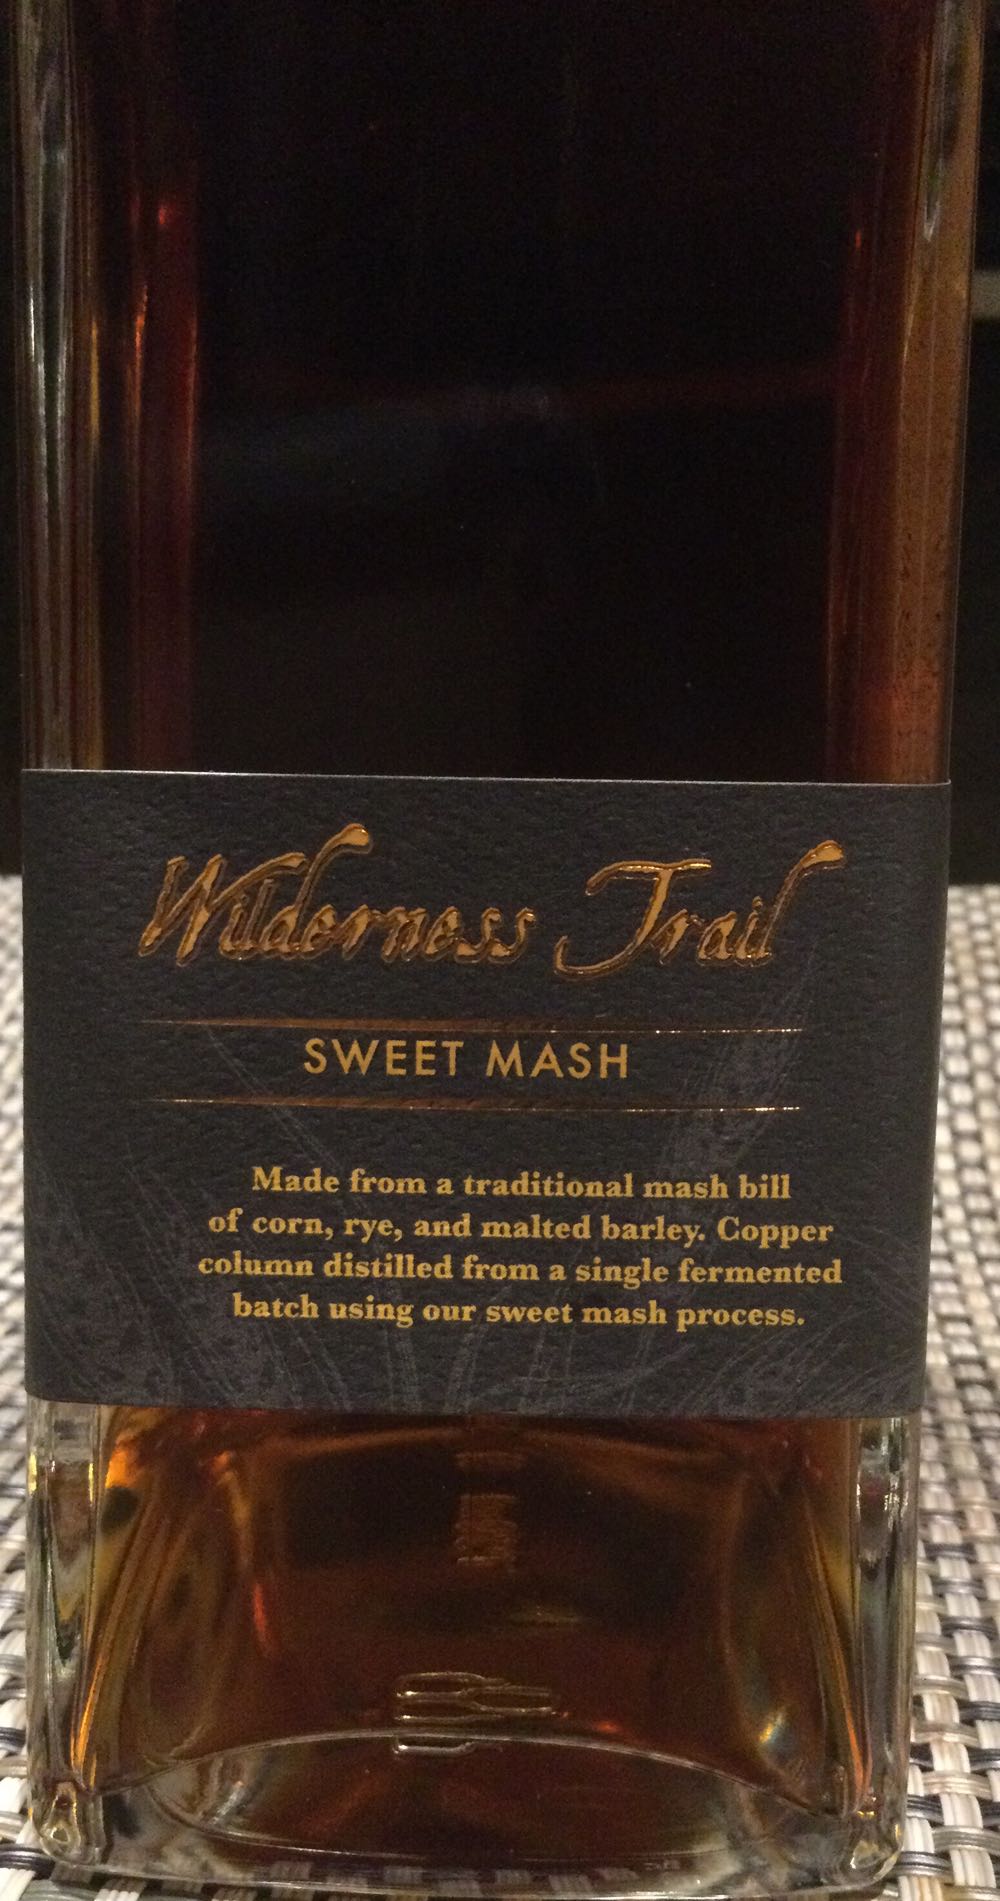 Wilderness Trail
SWEET MASH
Made from a traditional mash bill
of corn, rye, and malted barley. Copper
column distilled from a single fermented
batch using our sweet mash process.